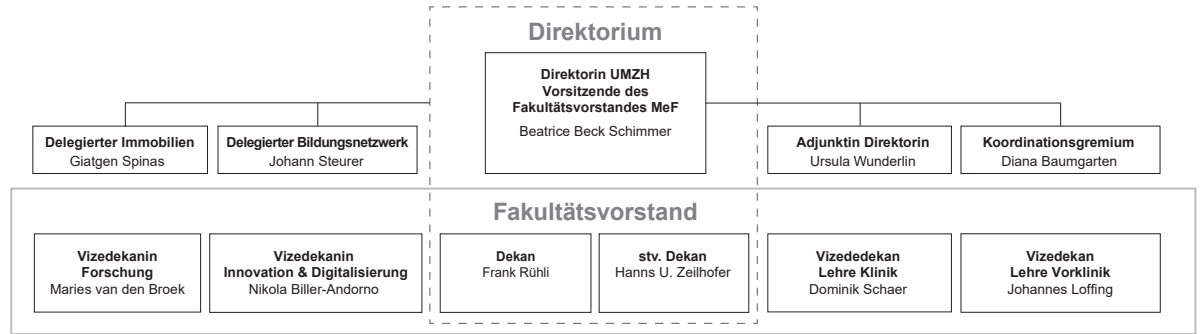 Direktorium
Direktorin UMZH
Vorsitzende des
Fakultätsvorstandes MeF
Beatrice Beck Schimmer
Delegierter Immobilien
Giatgen Spinas
Delegierter Bildungsnetzwerk
Johann Steurer
Adjunktin Direktorin
Ursula Wunderlin
Koordinationsgremium
Diana Baumgarten
Fakultätsvorstand
Vizedekanin
Forschung
Maries van den Broek
Vizedekanin
Innovation & Digitalisierung
Nikola Biller-Andorno
Dekan
Frank Rühli
stv. Dekan
Hanns U. Zeilhofer
Vizededekan
Lehre Klinik
Dominik Schaer
Vizedekan
Lehre Vorklinik
Johannes Loffing